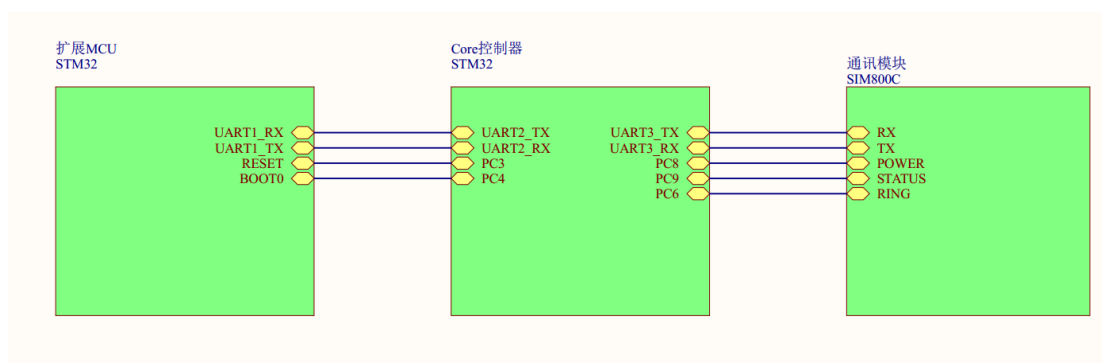 扩展MCU
STM32
UART1_RX
UART1_TX
RESET
BOOT0
Core控制器
STM32
UART2_TX
UART2_RX
PC3
PC4
UART3_TX
UART3_RX
PC8
PC9
PC6
通讯模块
SIM800C
RX
TX
POWER
STATUS
RING